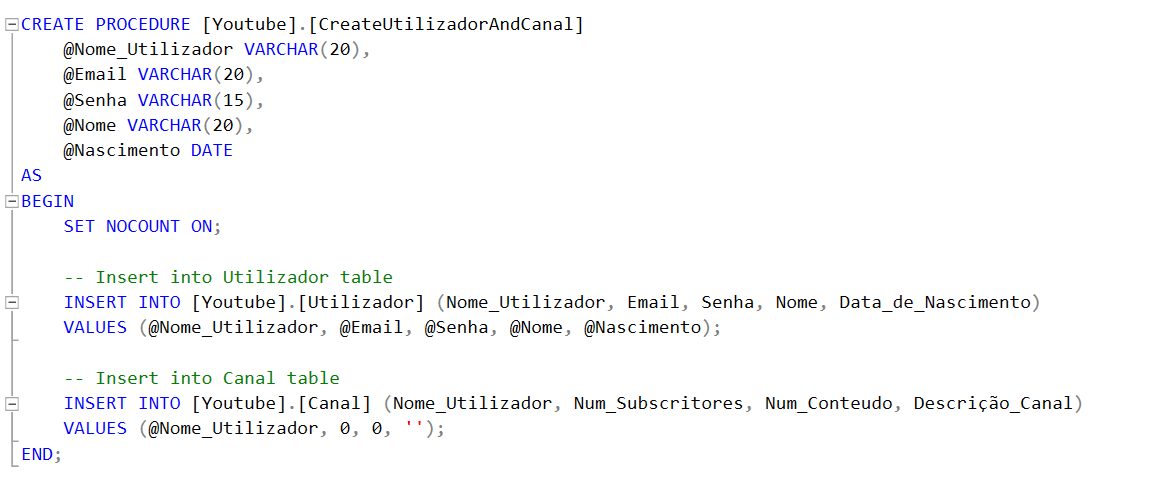 CREATE PROCEDURE [Youtube].[CreateUtilizadorAndCanal]
    @Nome_Utilizador VARCHAR(20),
    @Email VARCHAR(20),
    @Senha VARCHAR(15),
    @Nome VARCHAR(20),
    @Nascimento DATE
AS
BEGIN
    SET NOCOUNT ON;

    -- Insert into Utilizador table
    INSERT INTO [Youtube].[Utilizador] (Nome_Utilizador, Email, Senha, Nome, Data_de_Nascimento)
    VALUES (@Nome_Utilizador, @Email, @Senha, @Nome, @Nascimento);

    -- Insert into Canal table
    INSERT INTO [Youtube].[Canal] (Nome_Utilizador, Num_Subscritores, Num_Conteudo, Descrição_Canal)
    VALUES (@Nome_Utilizador, 0, 0, '');
END;